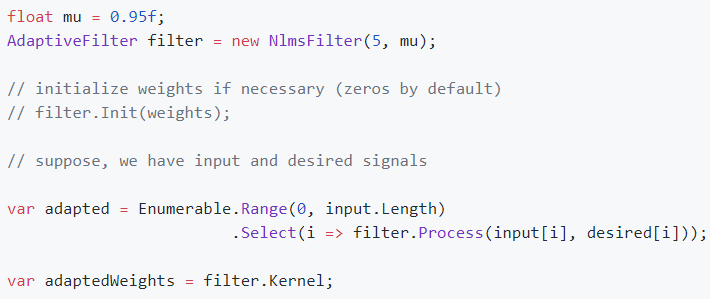 float mu = 0.95f;
AdaptiveFilter filter = new NlmsFilter(5, mu);
// initialize weights if necessary (zeros by default)
// filter.Init(weights);
// suppose, we have input and desired signals
var adapted = Enumerable.Range(0, input.Length)
.Select(i => filter.Process(input[i], desired[i]));
var adaptedWeights = filter.Kernel;